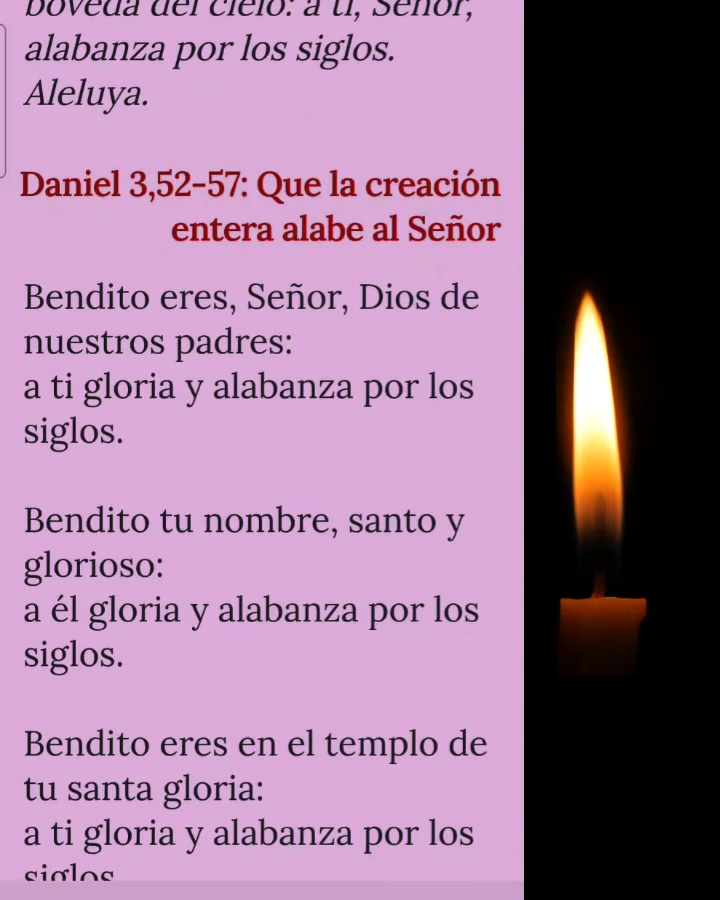 bóveda del cielo: a ti, Señor,
alabanza por los siglos.
Aleluya.
Daniel 3,52-57: Que la creación
entera alabe al Señor
Bendito eres, Señor, Dios de
nuestros padres:
a ti gloria y alabanza por los
siglos.
Bendito tu nombre, santo y
glorioso:
a él gloria y alabanza por los
siglos.
Bendito eres en el templo de
tu santa gloria:
a ti gloria y alabanza por los
siglos